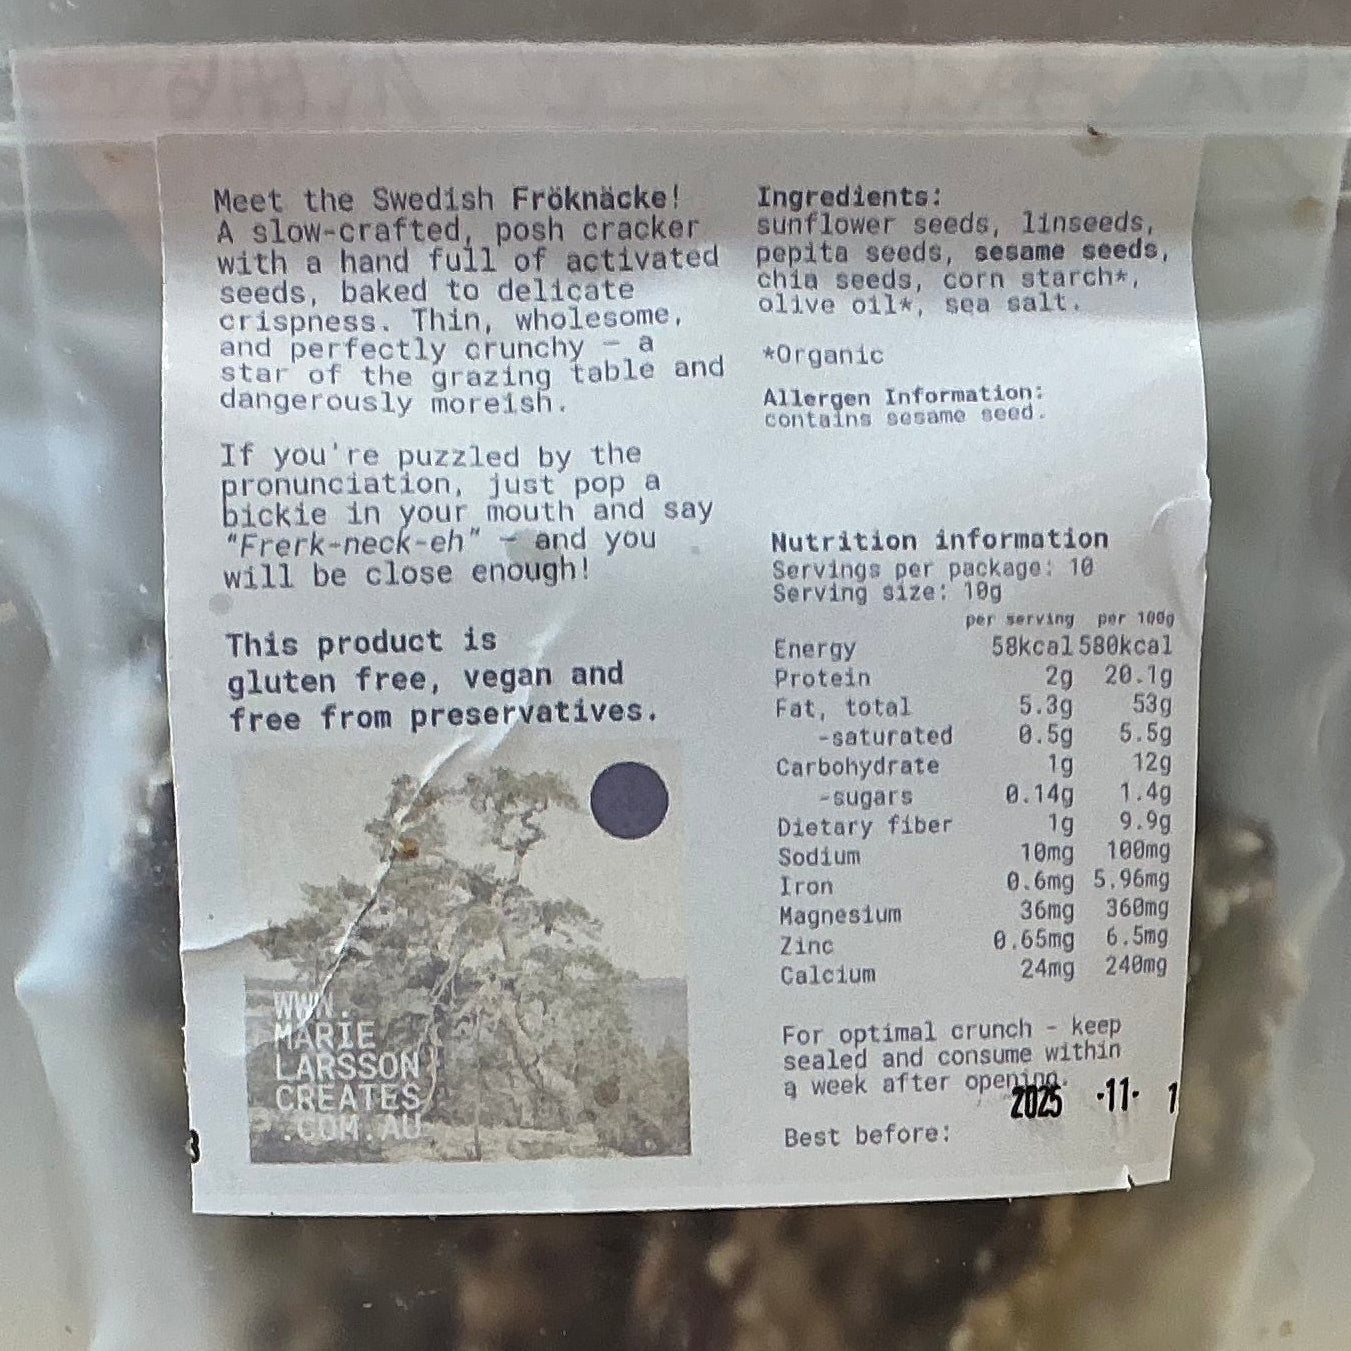 Meet the Swedish Fröknäcke!
A slow-crafted, posh cracker
with a hand full of activated
seeds, baked to delicate
crispness. Thin, wholesome,
and perfectly crunchy – a
star of the grazing table and
dangerously moreish.
If you're puzzled by the
pronunciation, just pop a
bickie in your mouth and say
"Frerk-neck-eh" – and you
will be close enough!
This product is
gluten free, vegan and
free from preservatives.
WWW.
MARIE
LARSSON
CREATES
.COM.AU
Ingredients:
sunflower seeds, linseeds,
pepita seeds, sesame seeds,
chia seeds, corn starch*,
olive oil*, sea salt.
*Organic
Allergen Information:
contains sesame seed.
Nutrition information
Servings per package: 10
Serving size: 10g
per serving per 100g
Energy 58kcal 580kcal
Protein 2g 20.1g
Fat, total 5.3g 53g
-saturated 0.5g 5.5g
Carbohydrate 1g 12g
-sugars 0.14g 1.4g
Dietary fiber 1g 9.9g
Sodium 10mg 100mg
Iron 0.6mg 5.96mg
Magnesium 36mg 360mg
Zinc 0.65mg 6.5mg
Calcium 24mg 240mg
For optimal crunch – keep
sealed and consume within
a week after opening.
2025 -11- 1
Best before: